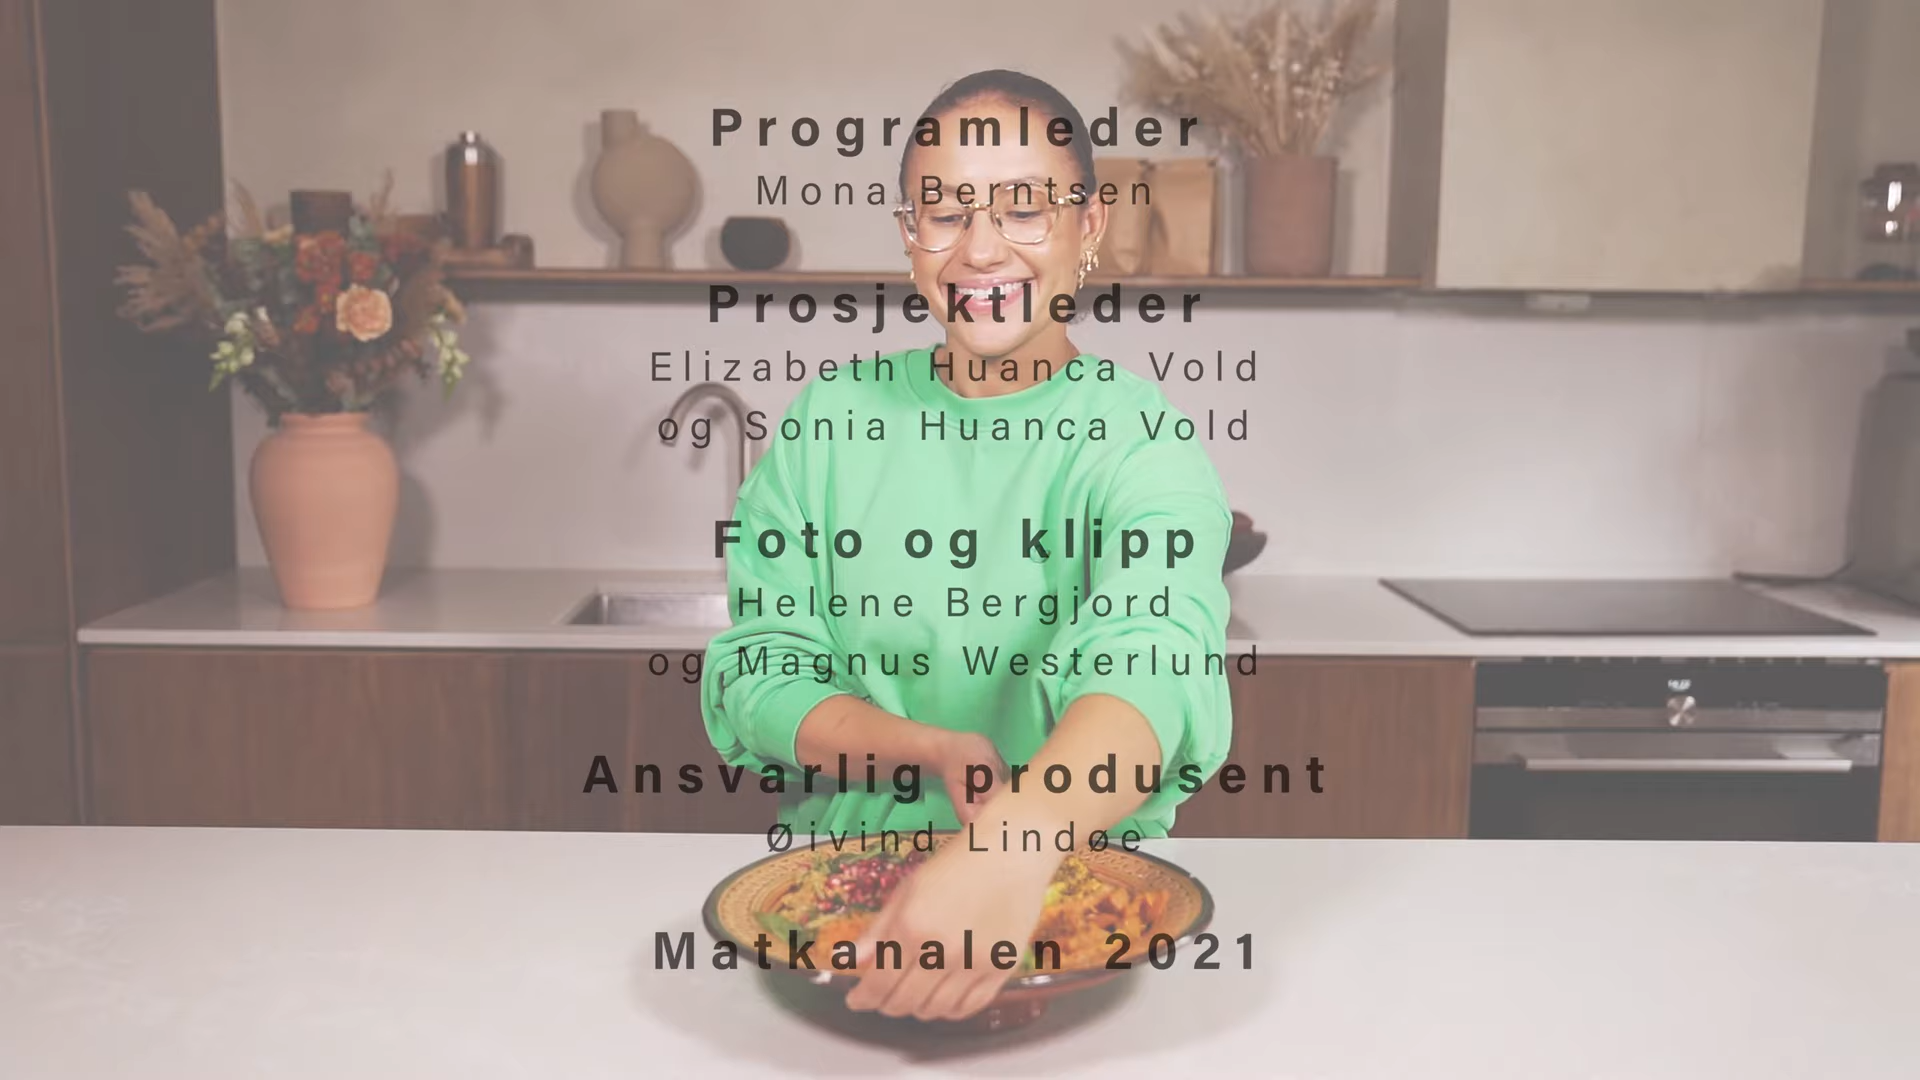 Programleder
Mona Berntsen
Prosjektleder
Elizabeth Huanca Vold
og Sonia Huanca Vold
Foto og klipp
Helene Bergjord
og Magnus Westerlund
Ansvarlig produsent
Øivind Lindøe
Matkanalen 2021